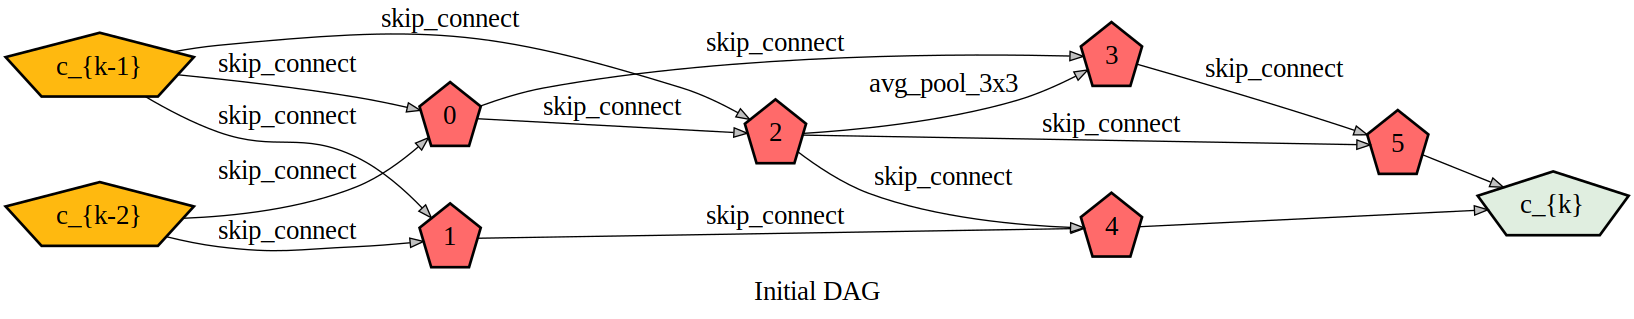 skip_connect
c_{k-1}
skip_connect
skip_connect
skip_connect
c_{k-2}
skip_connect
0
1
skip_connect
skip_connect
2
avg_pool_3x3
skip_connect
skip_connect
skip_connect
3
4
skip_connect
5
c_{k}
Initial DAG